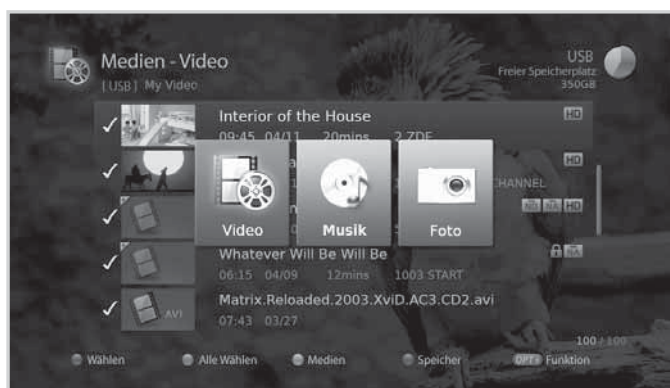 Medien - Video
[USB] My Video
USB
Freier Speicherplatz
350GB
Interior of the House
HD
09:45 04/11 20mins 2 ZDF
HD
CHANNEL
HD
Video
Musik
Foto
Whatever Will Be Will Be
06:15 04/09 12mins 1003 START
Matrix.Reloaded.2003.XviD.AC3.CD2.avi
AVI
07:43 03/27
100 / 100
Wählen
Alle Wählen
Medien
Speicher
OPT+ Funktion